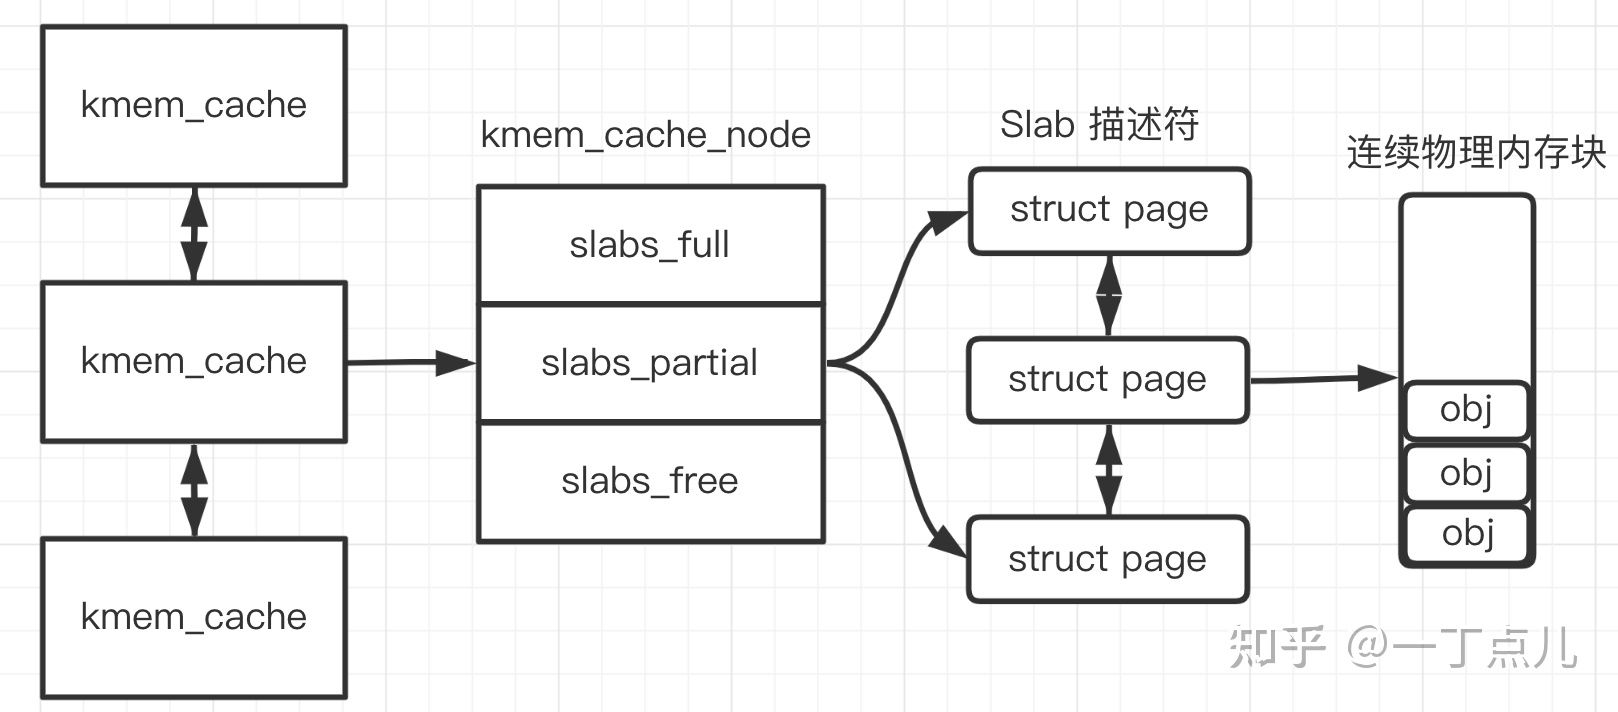 kmem_cache
kmem_cache
kmem_cache
kmem_cache_node
slabs_full
slabs_partial
slabs_free
Slab 描述符
struct page
struct page
struct page
连续物理内存块
obj
obj
obj
知乎 @一丁点儿